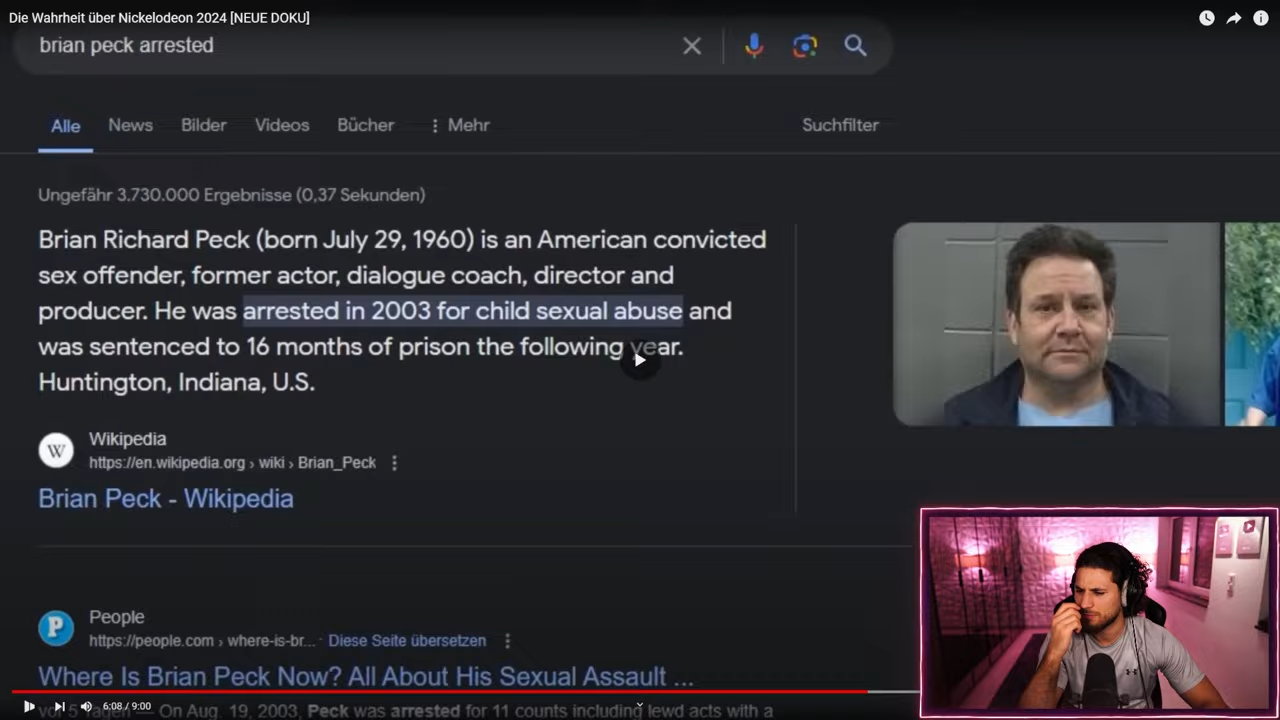 Die Wahrheit über Nickelodeon 2024 [NEUE DOKU]
brian peck arrested
Alle News Bilder Videos Bücher Mehr Suchfilter
Ungefähr 3.730.000 Ergebnisse (0,37 Sekunden)
Brian Richard Peck (born July 29, 1960) is an American convicted
sex offender, former actor, dialogue coach, director and
producer. He was arrested in 2003 for child sexual abuse and
was sentenced to 16 months of prison the following year.
Huntington, Indiana, U.S.
W
Wikipedia
https://en.wikipedia.org › wiki › Brian_Peck
Brian Peck - Wikipedia
P
People
https://people.com › where-is-br... · Diese Seite übersetzen
Where Is Brian Peck Now? All About His Sexual Assault ...
vor 5 Tagen — On Aug. 19, 2003, Peck was arrested for 11 counts including lewd acts with a
6:08 / 9:00